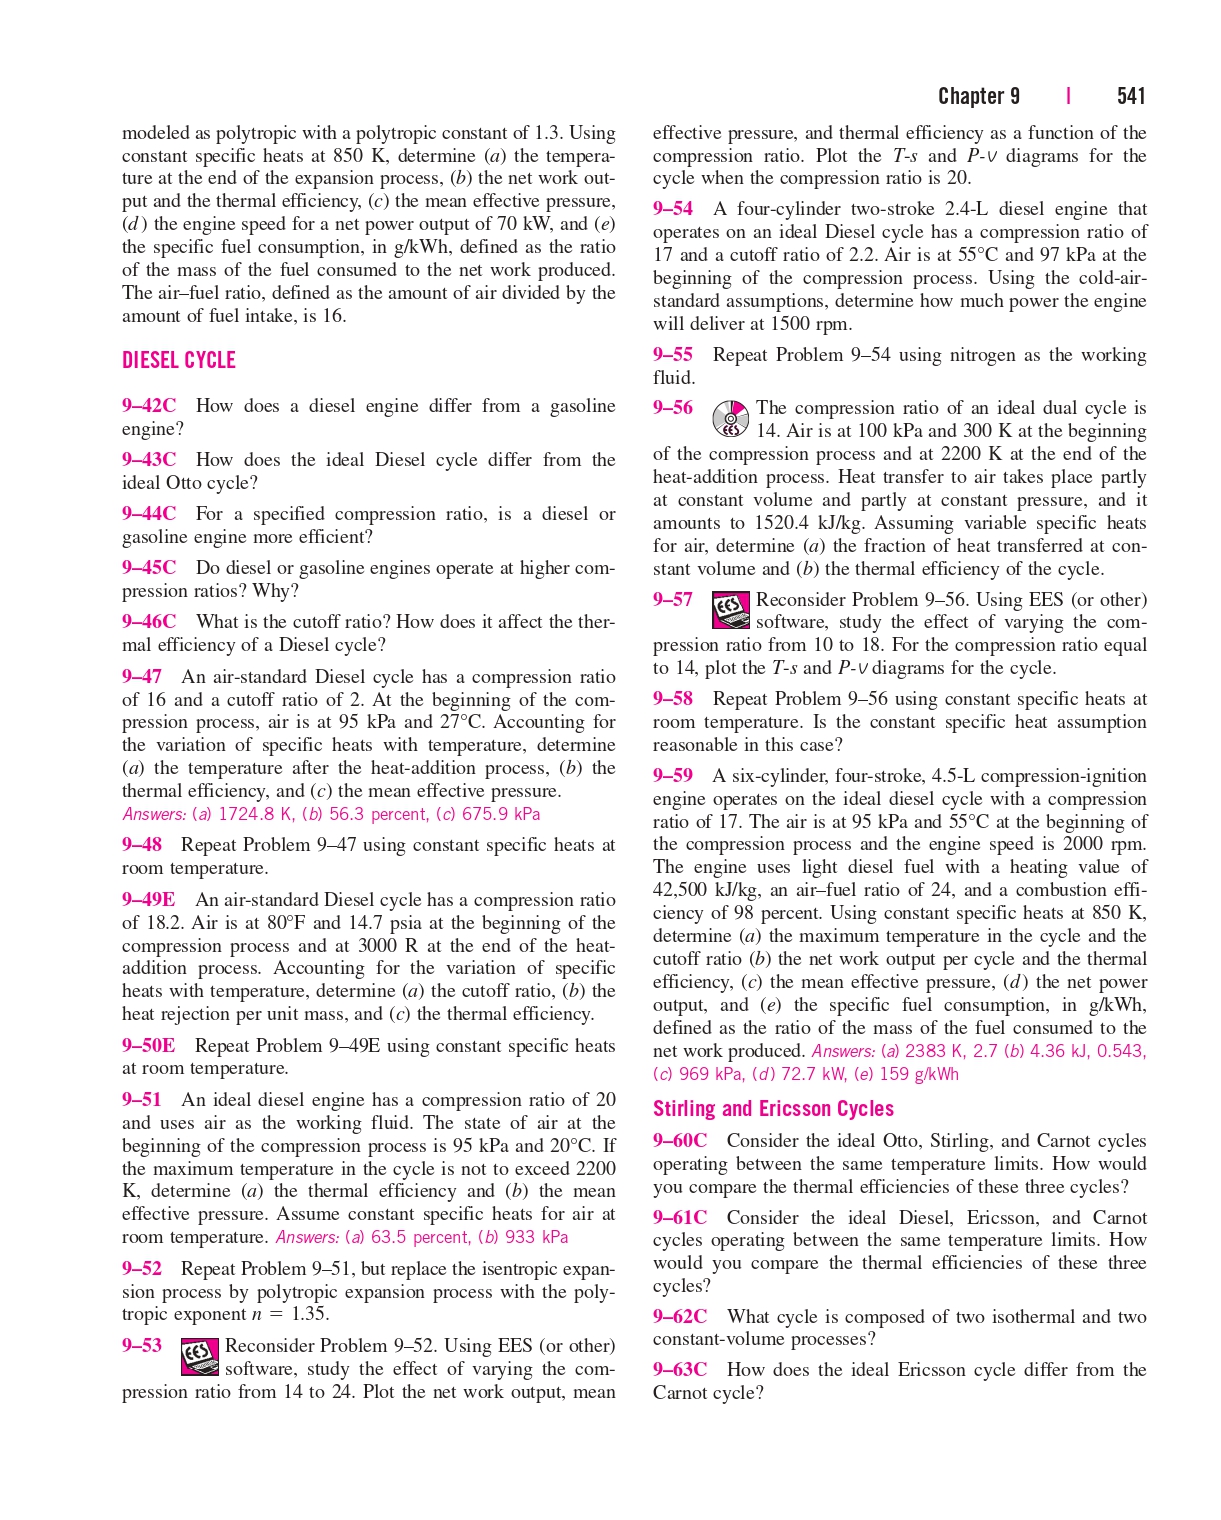 Chapter 9 | 541
modeled as polytropic with a polytropic constant of 1.3. Using
constant specific heats at 850 K, determine (a) the tempera-
ture at the end of the expansion process, (b) the net work out-
put and the thermal efficiency, (c) the mean effective pressure,
(d) the engine speed for a net power output of 70 kW, and (e)
the specific fuel consumption, in g/kWh, defined as the ratio
of the mass of the fuel consumed to the net work produced.
The air–fuel ratio, defined as the amount of air divided by the
amount of fuel intake, is 16.
DIESEL CYCLE
9–42C How does a diesel engine differ from a gasoline
engine?
9–43C How does the ideal Diesel cycle differ from the
ideal Otto cycle?
9–44C For a specified compression ratio, is a diesel or
gasoline engine more efficient?
9–45C Do diesel or gasoline engines operate at higher com-
pression ratios? Why?
9–46C What is the cutoff ratio? How does it affect the ther-
mal efficiency of a Diesel cycle?
9–47 An air-standard Diesel cycle has a compression ratio
of 16 and a cutoff ratio of 2. At the beginning of the com-
pression process, air is at 95 kPa and 27°C. Accounting for
the variation of specific heats with temperature, determine
(a) the temperature after the heat-addition process, (b) the
thermal efficiency, and (c) the mean effective pressure.
Answers: (a) 1724.8 K, (b) 56.3 percent, (c) 675.9 kPa
9–48 Repeat Problem 9–47 using constant specific heats at
room temperature.
9–49E An air-standard Diesel cycle has a compression ratio
of 18.2. Air is at 80°F and 14.7 psia at the beginning of the
compression process and at 3000 R at the end of the heat-
addition process. Accounting for the variation of specific
heats with temperature, determine (a) the cutoff ratio, (b) the
heat rejection per unit mass, and (c) the thermal efficiency.
9–50E Repeat Problem 9–49E using constant specific heats
at room temperature.
9–51 An ideal diesel engine has a compression ratio of 20
and uses air as the working fluid. The state of air at the
beginning of the compression process is 95 kPa and 20°C. If
the maximum temperature in the cycle is not to exceed 2200
K, determine (a) the thermal efficiency and (b) the mean
effective pressure. Assume constant specific heats for air at
room temperature. Answers: (a) 63.5 percent, (b) 933 kPa
9–52 Repeat Problem 9–51, but replace the isentropic expan-
sion process by polytropic expansion process with the poly-
tropic exponent n = 1.35.
9–53 EES Reconsider Problem 9–52. Using EES (or other)
software, study the effect of varying the com-
pression ratio from 14 to 24. Plot the net work output, mean
effective pressure, and thermal efficiency as a function of the
compression ratio. Plot the T-s and P-v diagrams for the
cycle when the compression ratio is 20.
9–54 A four-cylinder two-stroke 2.4-L diesel engine that
operates on an ideal Diesel cycle has a compression ratio of
17 and a cutoff ratio of 2.2. Air is at 55°C and 97 kPa at the
beginning of the compression process. Using the cold-air-
standard assumptions, determine how much power the engine
will deliver at 1500 rpm.
9–55 Repeat Problem 9–54 using nitrogen as the working
fluid.
9–56 EES The compression ratio of an ideal dual cycle is
14. Air is at 100 kPa and 300 K at the beginning
of the compression process and at 2200 K at the end of the
heat-addition process. Heat transfer to air takes place partly
at constant volume and partly at constant pressure, and it
amounts to 1520.4 kJ/kg. Assuming variable specific heats
for air, determine (a) the fraction of heat transferred at con-
stant volume and (b) the thermal efficiency of the cycle.
9–57 EES Reconsider Problem 9–56. Using EES (or other)
software, study the effect of varying the com-
pression ratio from 10 to 18. For the compression ratio equal
to 14, plot the T-s and P-v diagrams for the cycle.
9–58 Repeat Problem 9–56 using constant specific heats at
room temperature. Is the constant specific heat assumption
reasonable in this case?
9–59 A six-cylinder, four-stroke, 4.5-L compression-ignition
engine operates on the ideal diesel cycle with a compression
ratio of 17. The air is at 95 kPa and 55°C at the beginning of
the compression process and the engine speed is 2000 rpm.
The engine uses light diesel fuel with a heating value of
42,500 kJ/kg, an air–fuel ratio of 24, and a combustion effi-
ciency of 98 percent. Using constant specific heats at 850 K,
determine (a) the maximum temperature in the cycle and the
cutoff ratio (b) the net work output per cycle and the thermal
efficiency, (c) the mean effective pressure, (d) the net power
output, and (e) the specific fuel consumption, in g/kWh,
defined as the ratio of the mass of the fuel consumed to the
net work produced. Answers: (a) 2383 K, 2.7 (b) 4.36 kJ, 0.543,
(c) 969 kPa, (d) 72.7 kW, (e) 159 g/kWh
Stirling and Ericsson Cycles
9–60C Consider the ideal Otto, Stirling, and Carnot cycles
operating between the same temperature limits. How would
you compare the thermal efficiencies of these three cycles?
9–61C Consider the ideal Diesel, Ericsson, and Carnot
cycles operating between the same temperature limits. How
would you compare the thermal efficiencies of these three
cycles?
9–62C What cycle is composed of two isothermal and two
constant-volume processes?
9–63C How does the ideal Ericsson cycle differ from the
Carnot cycle?